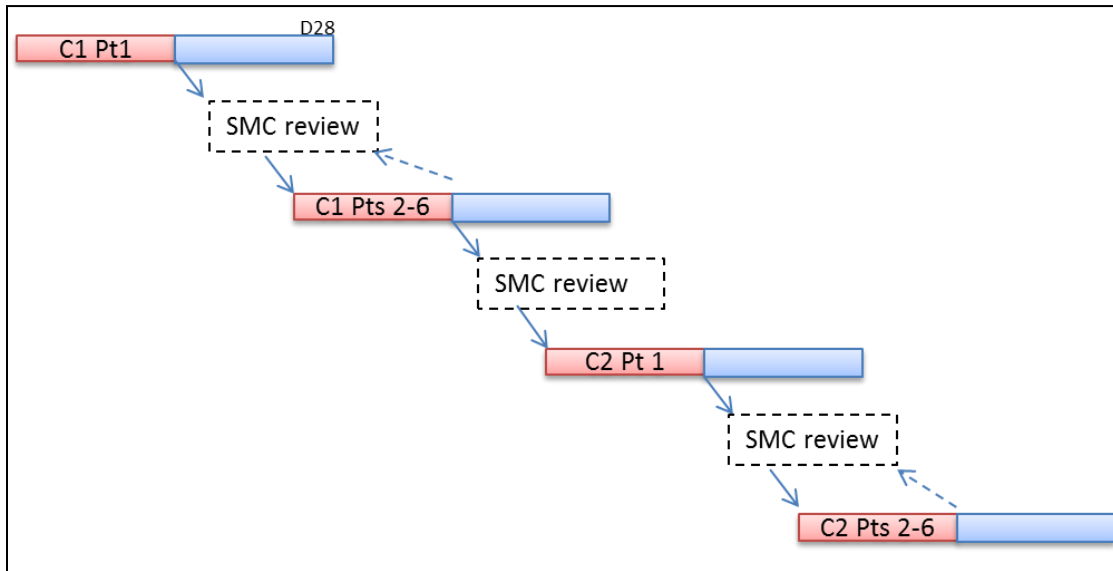 D28
C1 Pt1
SMC review
C1 Pts 2-6
SMC review
C2 Pt 1
SMC review
C2 Pts 2-6